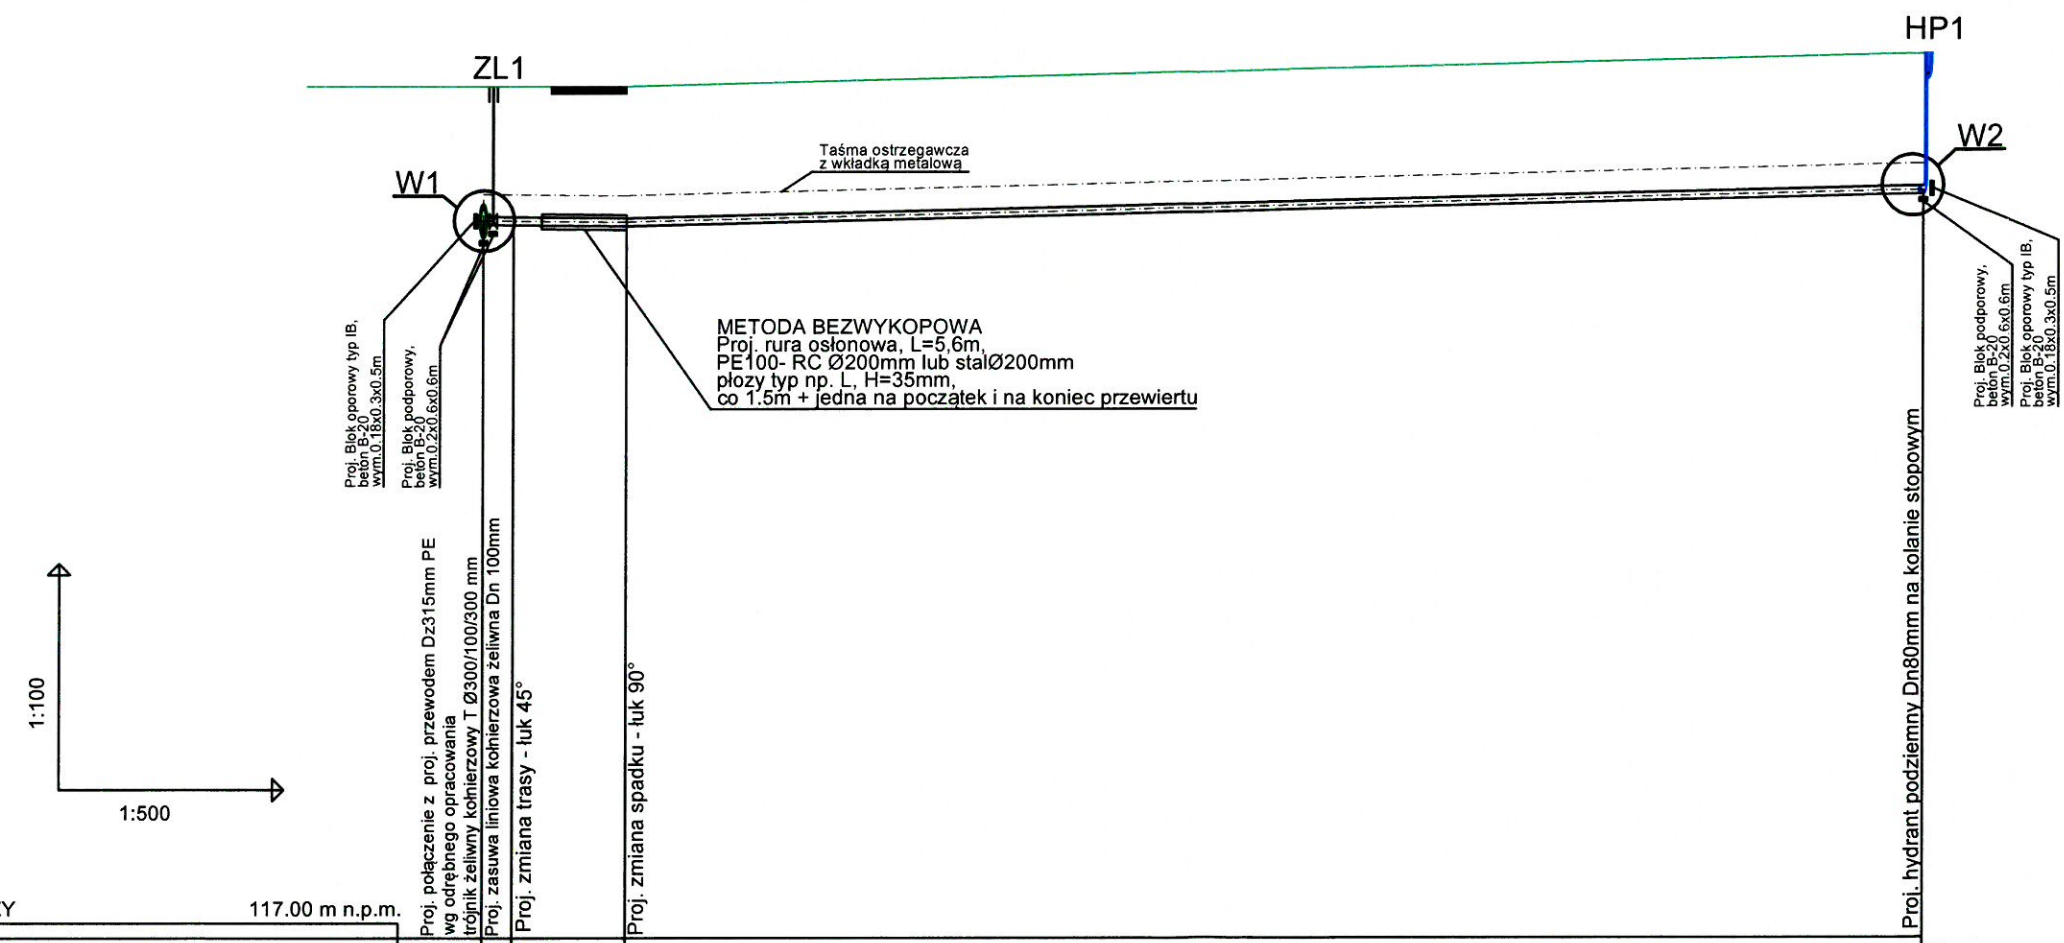 HP1
ZL1
W2
Taśma ostrzegawcza
z wkładką metalową
W1
METODA BEZWYKOPOWA
Proj. rura osłonowa, L=5,6m,
PE100- RC Ø200mm lub stalØ200mm
płozy typ np. L, H=35mm,
co 1.5m + jedna na początek i na koniec przewiertu
Proj. Blok oporowy typ IB,
beton B-20
wym.0.18x0.3x0.5m
Proj. Blok podporowy,
beton B-20
wym.0.2x0.6x0.6m
Proj. Blok podporowy,
beton B-20
wym.0.2x0.6x0.6m
Proj. Blok oporowy typ IB,
beton B-20
wym.0.18x0.3x0.5m
1:100
1:500
Proj. połączenie z proj. przewodem Dz315mm PE
wg odrębnego opracowania
trójnik żeliwny kołnierzowy T Ø300/100/300 mm
Proj. zasuwa liniowa kołnierzowa żeliwna Dn 100mm
Proj. zmiana trasy - łuk 45°
Proj. zmiana spadku - łuk 90°
Proj. hydrant podziemny Dn80mm na kolanie stopowym
117.00 m n.p.m.